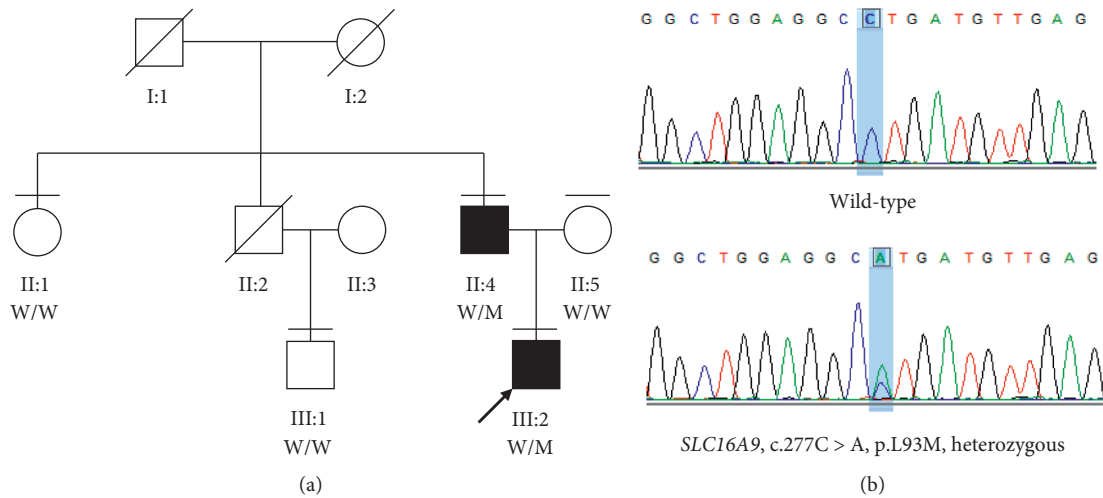 I:1
I:2
II:1
W/W
II:2
II:3
II:4
W/M
II:5
W/W
III:1
W/W
III:2
W/M
(a)
G G C T G G A G G C C T G A T G T T G A G
Wild-type
G G C T G G A G G C A T G A T G T T G A G
SLC16A9, c.277C > A, p.L93M, heterozygous
(b)